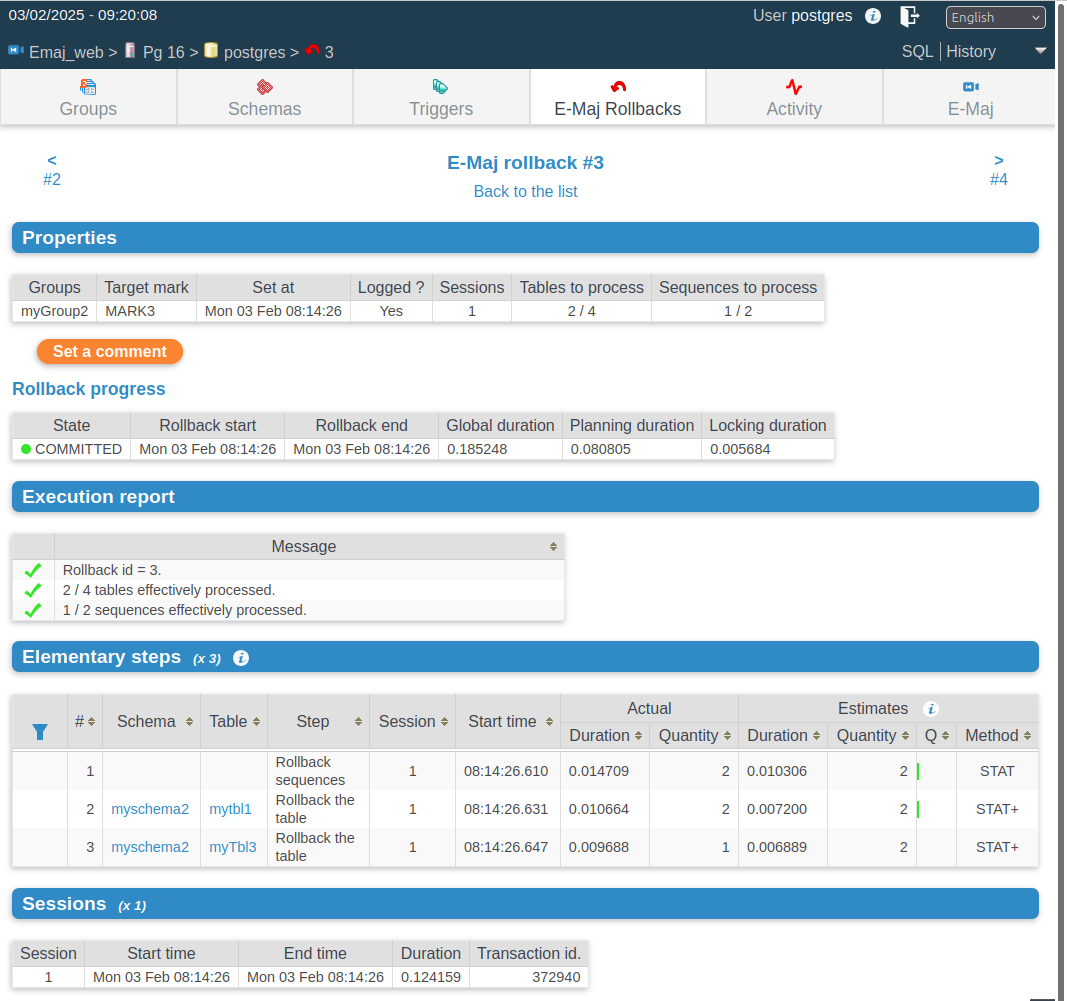 03/02/2025 - 09:20:08
User postgres
English
Emaj_web > Pg 16 > postgres > 3
SQL | History
Groups
Schemas
Triggers
E-Maj Rollbacks
Activity
E-Maj
< E-Maj rollback #3 >
#2 Back to the list #4
Properties
Groups Target mark Set at Logged ? Sessions Tables to process Sequences to process
myGroup2 MARK3 Mon 03 Feb 08:14:26 Yes 1 2 / 4 1 / 2
Set a comment
Rollback progress
State Rollback start Rollback end Global duration Planning duration Locking duration
COMMITTED Mon 03 Feb 08:14:26 Mon 03 Feb 08:14:26 0.185248 0.080805 0.005684
Execution report
Message
Rollback id = 3.
2 / 4 tables effectively processed.
1 / 2 sequences effectively processed.
Elementary steps (x 3)
# Schema Table Step Session Start time Actual Estimates
Duration Quantity Duration Quantity Q Method
1 Rollback sequences 1 08:14:26.610 0.014709 2 0.010306 2 STAT
2 myschema2 mytbl1 Rollback the table 1 08:14:26.631 0.010664 2 0.007200 2 STAT+
3 myschema2 myTbl3 Rollback the table 1 08:14:26.647 0.009688 1 0.006889 2 STAT+
Sessions (x 1)
Session Start time End time Duration Transaction id.
1 Mon 03 Feb 08:14:26 Mon 03 Feb 08:14:26 0.124159 372940